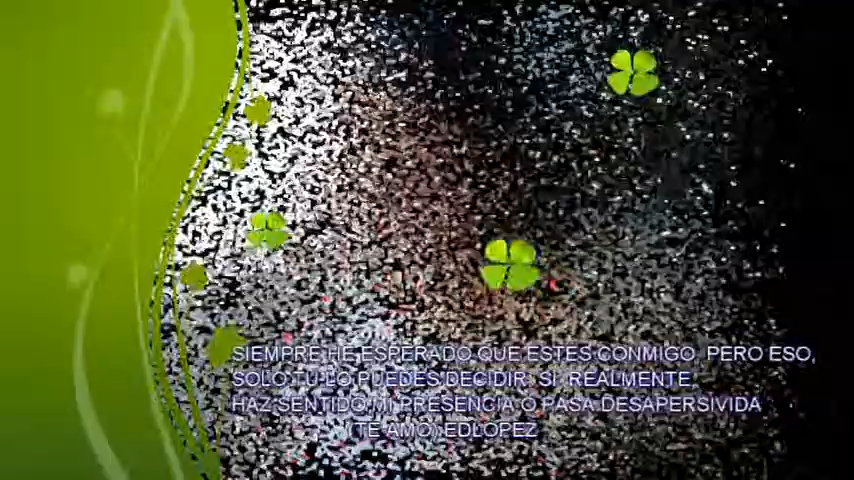 SIEMPRE HE ESPERADO QUE ESTES CONMIGO PERO ESO,
SOLO TU LO PUEDES DECIDIR SI REALMENTE
HAZ SENTIDO MI PRESENCIA O PASA DESAPERSIVIDA
(TE AMO) EDLOPEZ